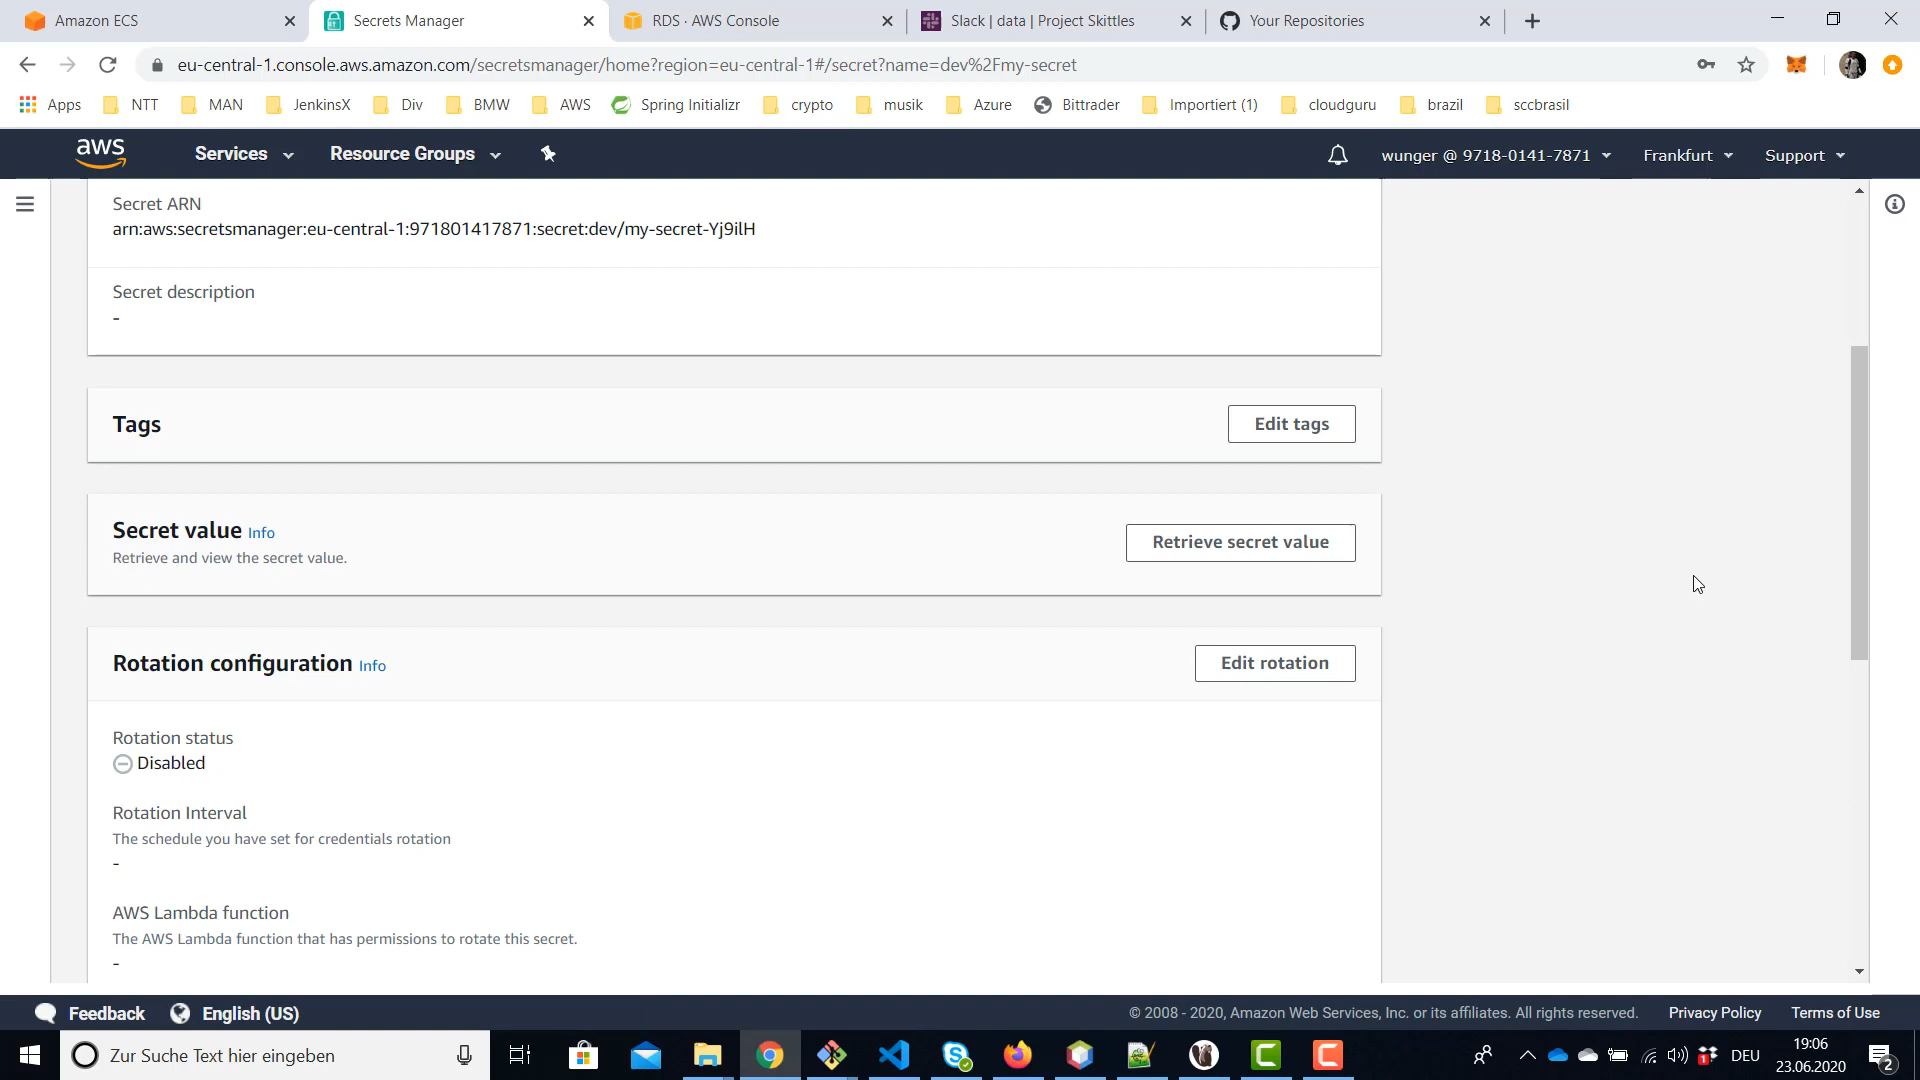 Amazon ECS
Secrets Manager
RDS · AWS Console
Slack | data | Project Skittles
Your Repositories
eu-central-1.console.aws.amazon.com/secretsmanager/home?region=eu-central-1#/secret?name=dev%2Fmy-secret
Apps NTT MAN JenkinsX Div BMW AWS Spring Initializr crypto musik Azure Bittrader Importiert (1) cloudguru brazil sccbrasil
aws Services Resource Groups wunger @ 9718-0141-7871 Frankfurt Support
Secret ARN
arn:aws:secretsmanager:eu-central-1:971801417871:secret:dev/my-secret-Yj9ilH
Secret description
-
Tags
Edit tags
Secret value Info
Retrieve and view the secret value.
Retrieve secret value
Rotation configuration Info
Edit rotation
Rotation status
Disabled
Rotation Interval
The schedule you have set for credentials rotation
-
AWS Lambda function
The AWS Lambda function that has permissions to rotate this secret.
-
Feedback English (US) © 2008 - 2020, Amazon Web Services, Inc. or its affiliates. All rights reserved. Privacy Policy Terms of Use
Zur Suche Text hier eingeben
1
DEU
19:06
23.06.2020
2